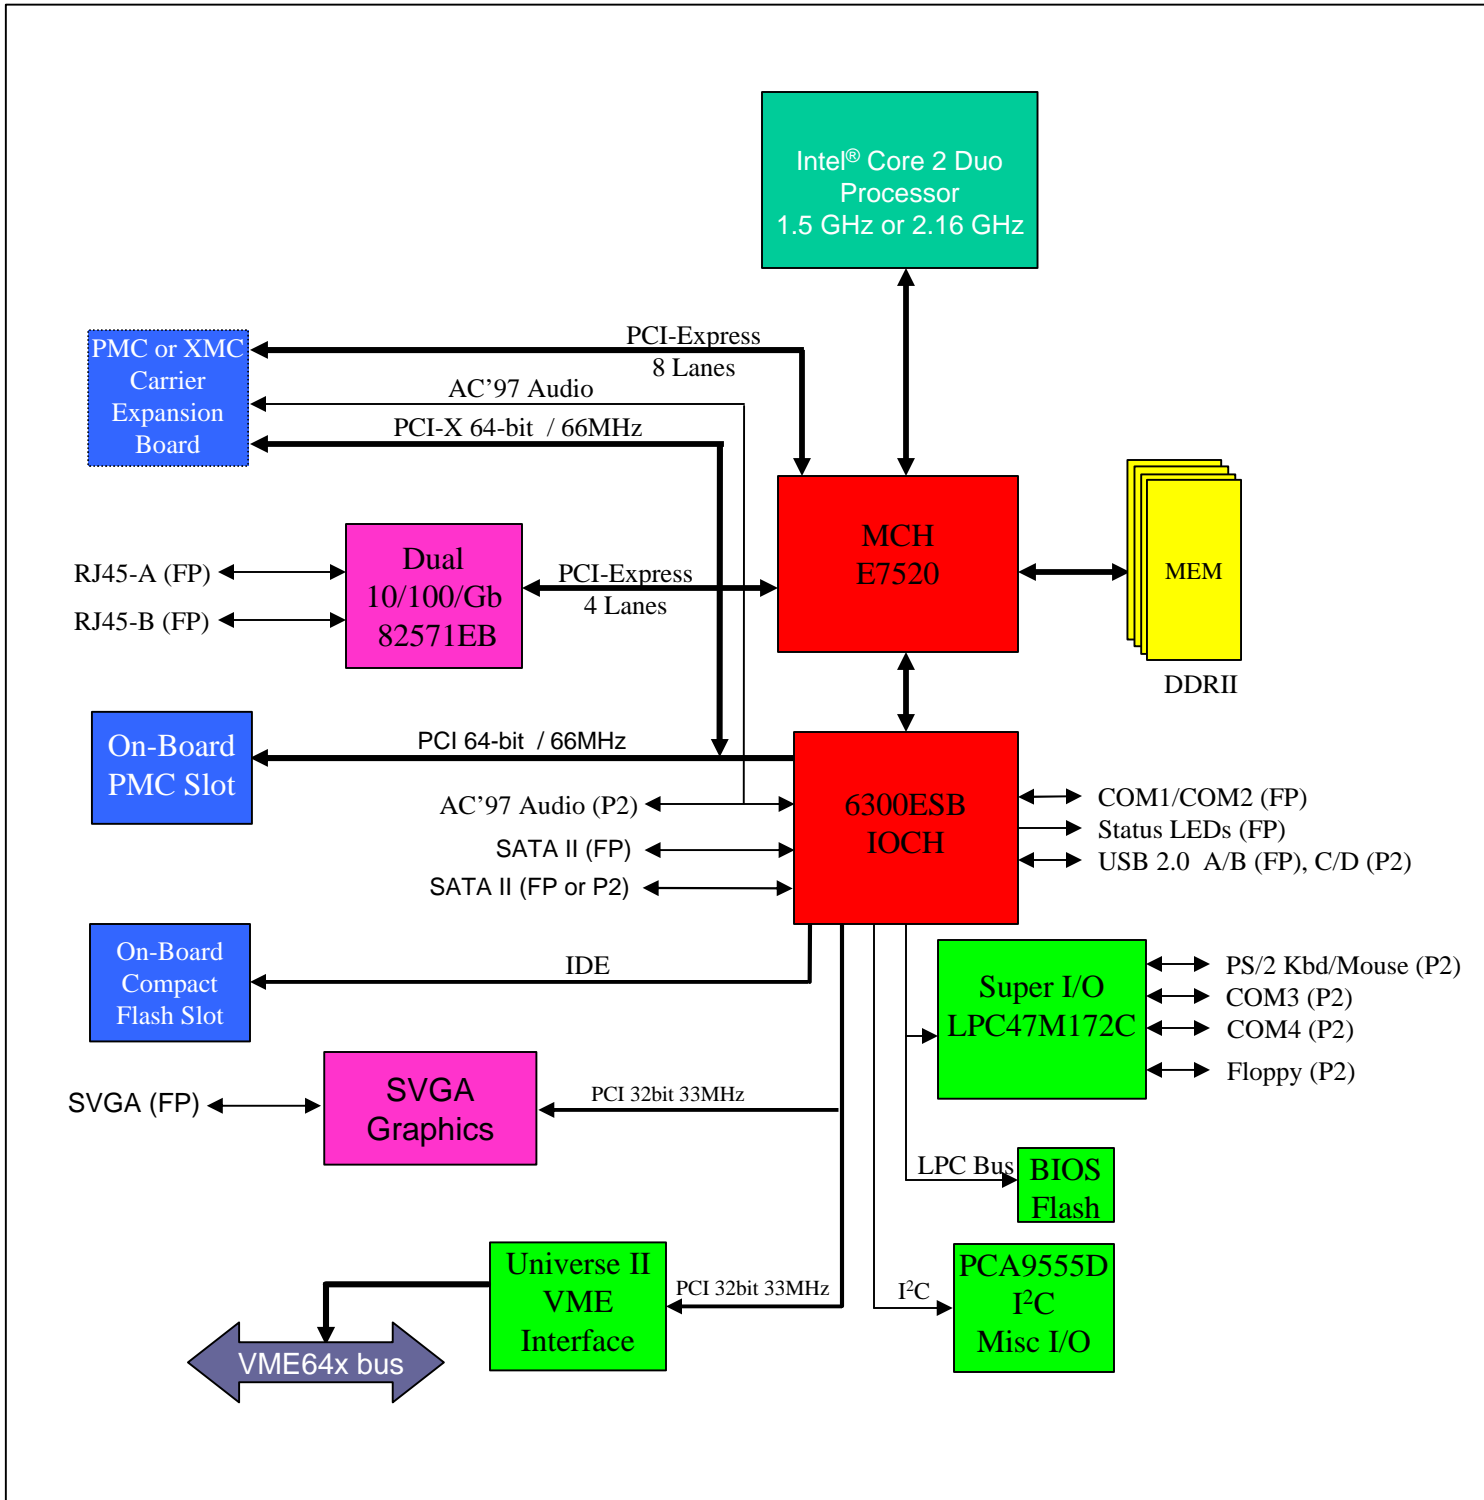 Intel® Core 2 Duo
Processor
1.5 GHz or 2.16 GHz
PMC or XMC
Carrier
Expansion
Board
PCI-Express
8 Lanes
AC’97 Audio
PCI-X 64-bit / 66MHz
MCH
E7520
MEM
DDRII
RJ45-A (FP)
RJ45-B (FP)
Dual
10/100/Gb
82571EB
PCI-Express
4 Lanes
On-Board
PMC Slot
PCI 64-bit / 66MHz
AC’97 Audio (P2)
SATA II (FP)
SATA II (FP or P2)
6300ESB
IOCH
COM1/COM2 (FP)
Status LEDs (FP)
USB 2.0 A/B (FP), C/D (P2)
On-Board
Compact
Flash Slot
IDE
Super I/O
LPC47M172C
PS/2 Kbd/Mouse (P2)
COM3 (P2)
COM4 (P2)
Floppy (P2)
SVGA (FP)
SVGA
Graphics
PCI 32bit 33MHz
LPC Bus
BIOS
Flash
Universe II
VME
Interface
PCI 32bit 33MHz
I²C
PCA9555D
I²C
Misc I/O
VME64x bus